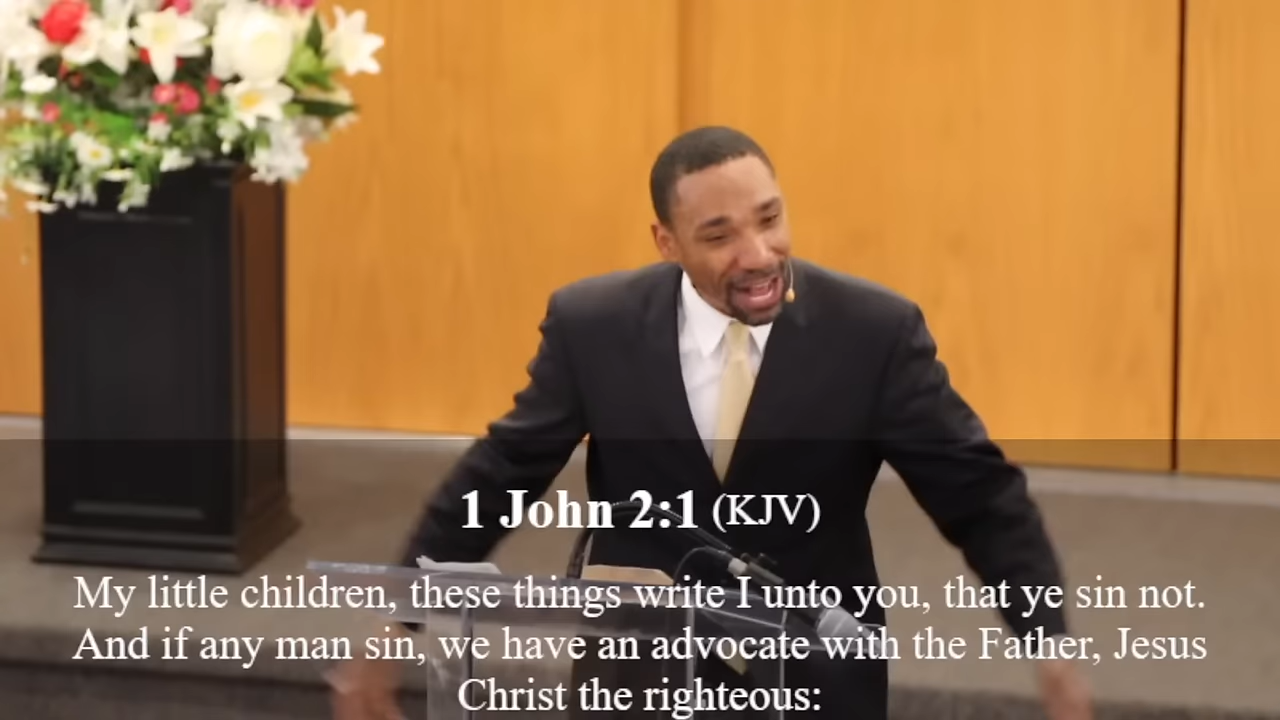 1 John 2:1 (KJV)
My little children, these things write I unto you, that ye sin not.
And if any man sin, we have an advocate with the Father, Jesus
Christ the righteous: